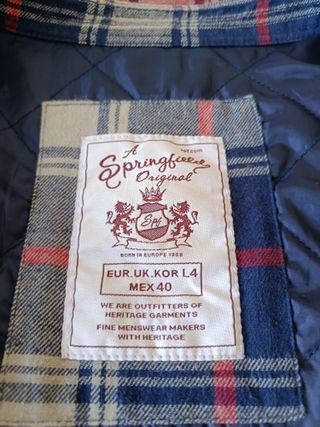 A
Springfield
Original
Spf
BORN IN EUROPE 1988
EUR.UK.KOR L4
MEX 40
WE ARE OUTFITTERS OF
HERITAGE GARMENTS
FINE MENSWEAR MAKERS
WITH HERITAGE